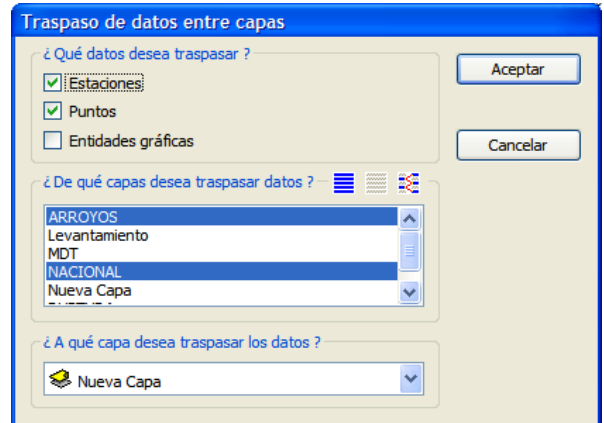 Traspaso de datos entre capas
¿ Qué datos desea traspasar ?
Aceptar
Estaciones
Puntos
Entidades gráficas
Cancelar
¿ De qué capas desea traspasar datos ?
ARROYOS
Levantamiento
MDT
NACIONAL
Nueva Capa
¿ A qué capa desea traspasar los datos ?
Nueva Capa